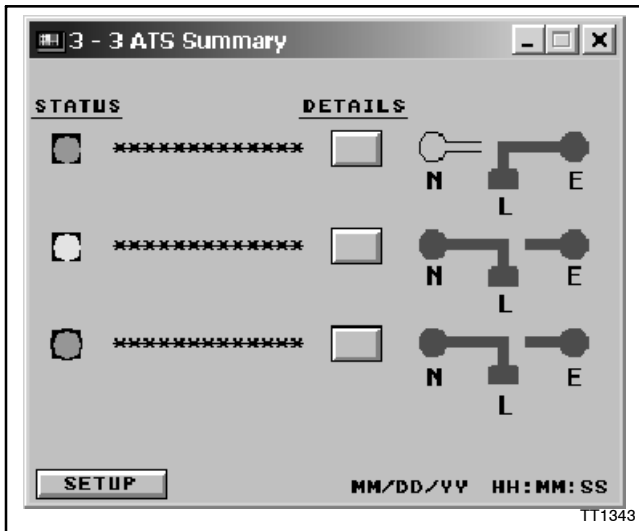 3 - 3 ATS Summary
STATUS DETAILS
************* N L E
************* N L E
************* N L E
SETUP MM/DD/YY HH:MM:SS
TT1343